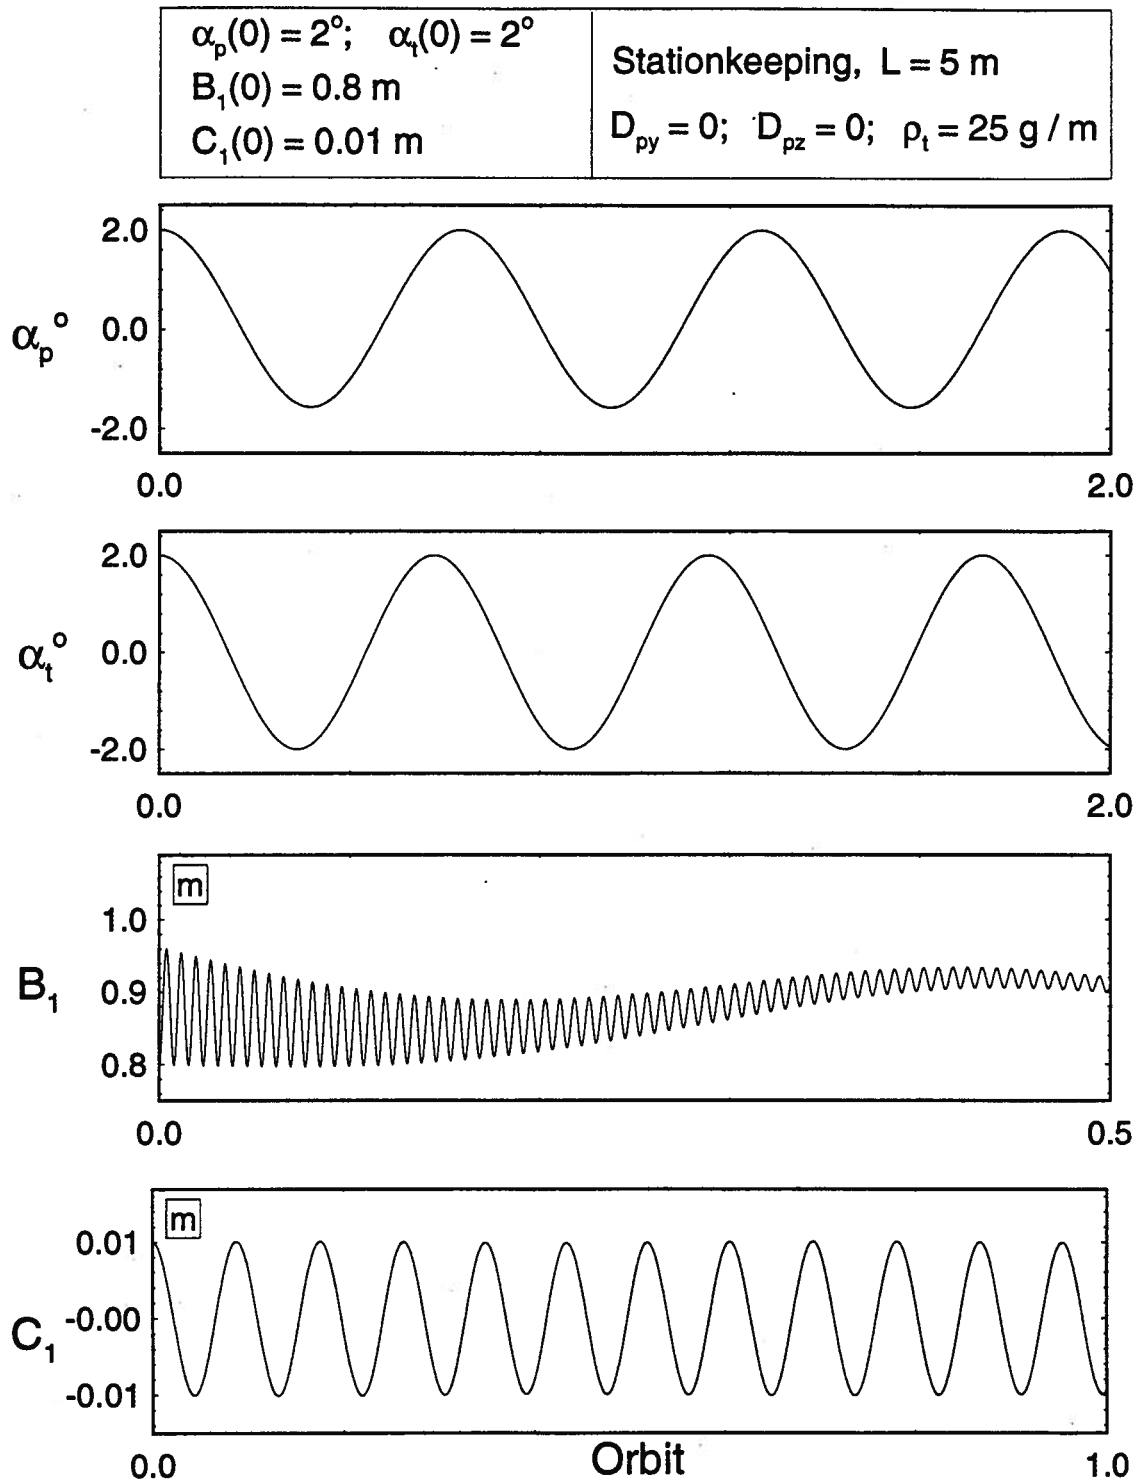 αp(0) = 2°; αt(0) = 2°
B1(0) = 0.8 m
C1(0) = 0.01 m
Stationkeeping, L = 5 m
Dpy = 0; Dpz = 0; ρt = 25 g / m
2.0
αp° 0.0
-2.0
0.0 2.0
2.0
αt° 0.0
-2.0
0.0 2.0
m
1.0
B1 0.9
0.8
0.0 0.5
m
0.01
C1 -0.00
-0.01
0.0 Orbit 1.0